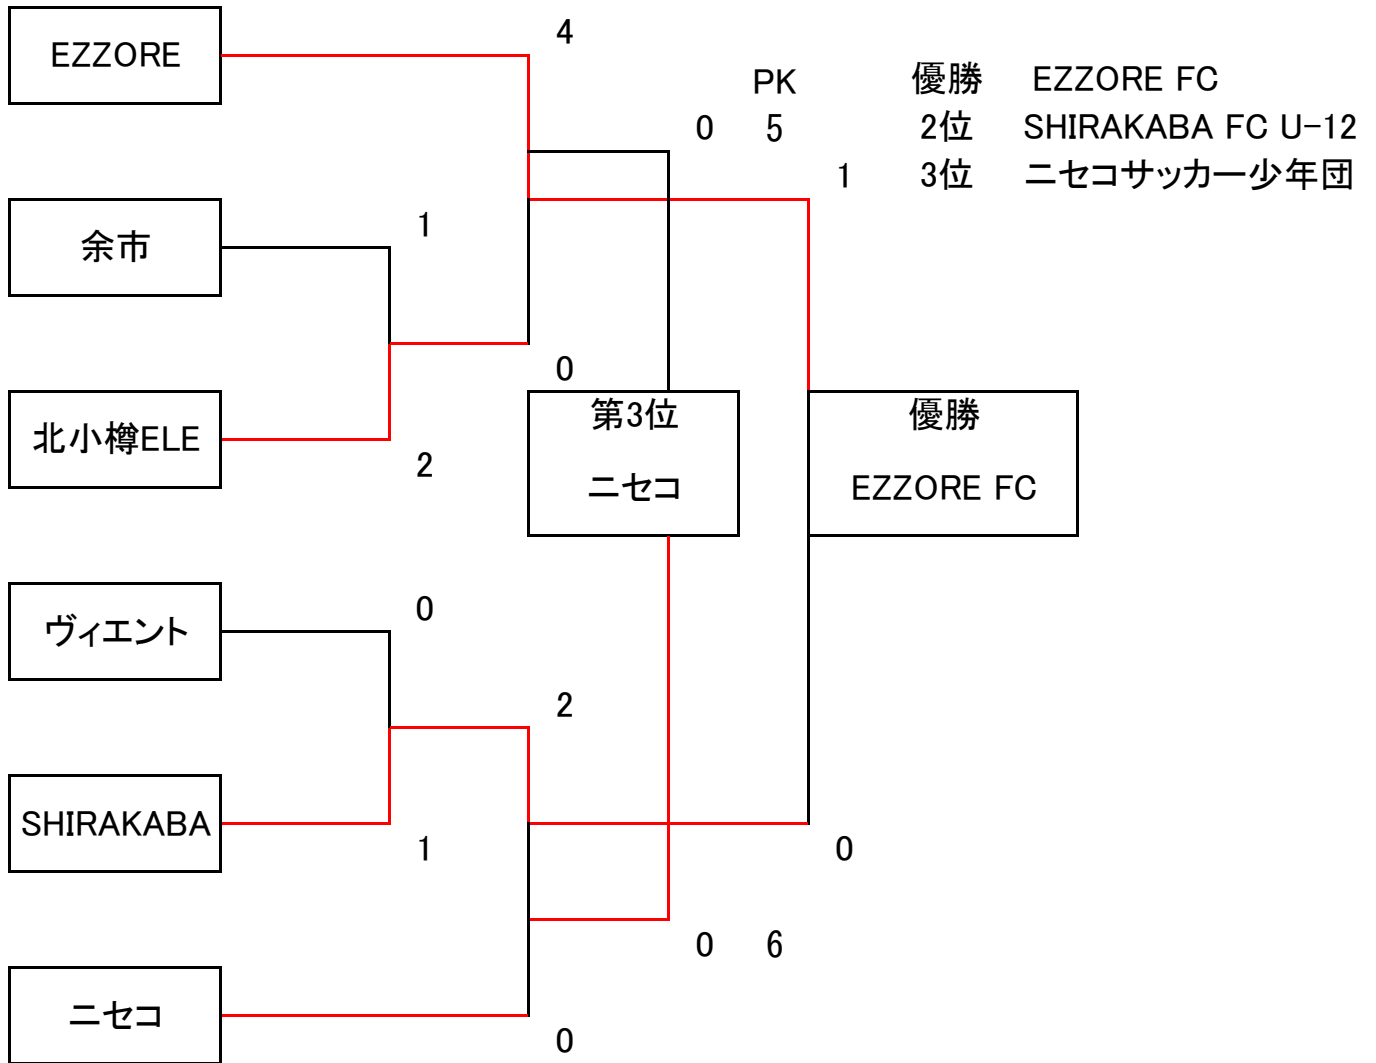 EZZORE
4
PK 優勝 EZZORE FC
0 5 2位 SHIRAKABA FC U-12
1 3位 ニセコサッカー少年団
余市
1
0
北小樽ELE
2
第3位
ニセコ
優勝
EZZORE FC
ヴィエント
0
2
SHIRAKABA
1
0
0 6
ニセコ
0